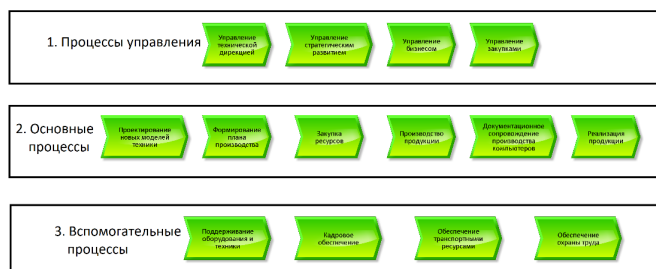 1. Процессы управления
Управление
технической
дирекцией
Управление
стратегическим
развитием
Управление
бизнесом
Управление
закупками
2. Основные
процессы
Проектирование
новых моделей
техники
Формирование
плана
производства
Закупка
ресурсов
Производство
продукции
Документационное
сопровождение
производства
компьютеров
Реализация
продукции
3. Вспомогательные
процессы
Поддерживание
оборудования и
техники
Кадровое
обеспечение
Обеспечение
транспортными
ресурсами
Обеспечение
охраны труда